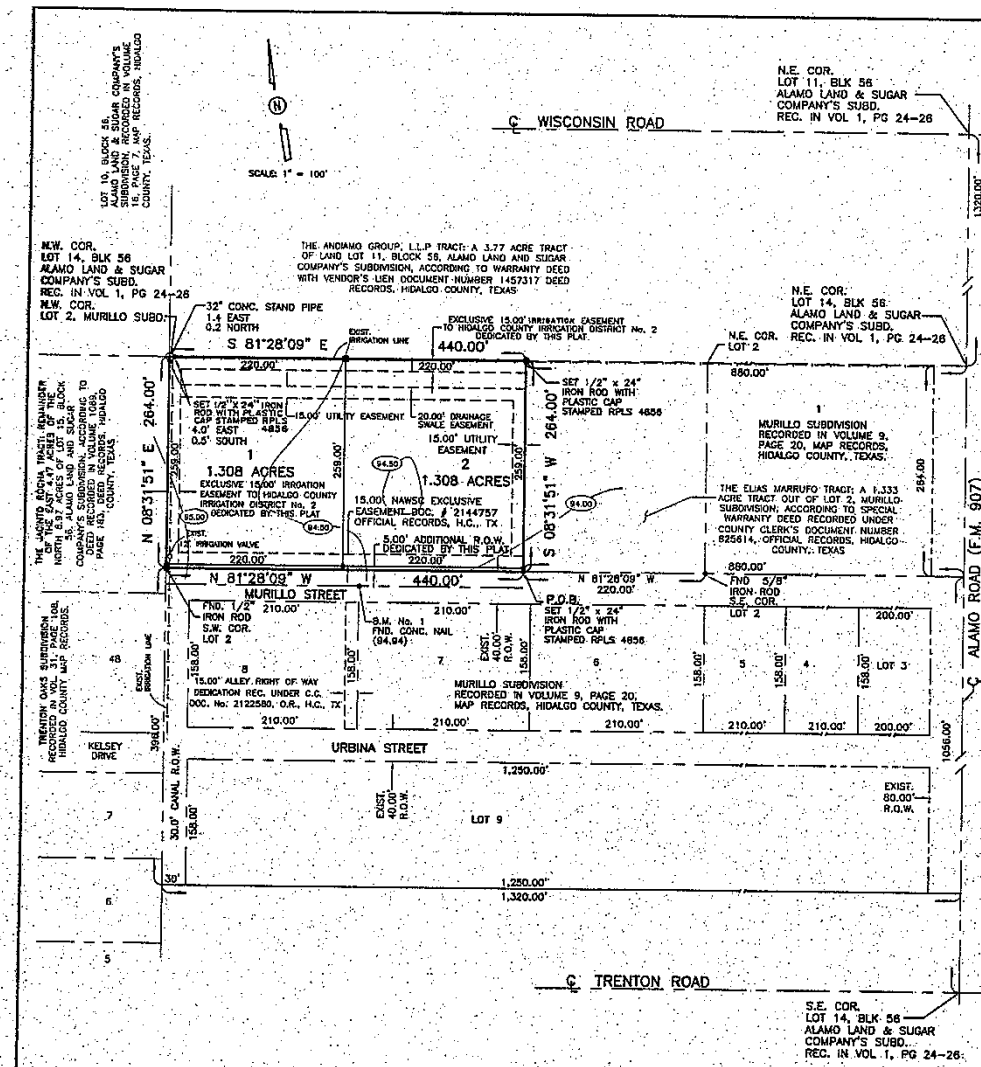 LOT 10, BLOCK 56,
ALAMO LAND & SUGAR COMPANY'S
SUBDIVISION, RECORDED IN VOLUME
16, PAGE 7, MAP RECORDS, HIDALGO
COUNTY, TEXAS.
N
SCALE: 1" = 100'
℄ WISCONSIN ROAD
N.E. COR.
LOT 11, BLK 56
ALAMO LAND & SUGAR
COMPANY'S SUBD.
REC. IN VOL 1, PG 24-26
1320.00'
N.W. COR.
LOT 14, BLK 56
ALAMO LAND & SUGAR
COMPANY'S SUBD.
REC. IN VOL 1, PG 24-26
N.W. COR.
LOT 2, MURILLO SUBD.
THE ANDIAMO GROUP, L.L.P TRACT: A 3.77 ACRE TRACT
OF LAND LOT 11, BLOCK 56, ALAMO LAND AND SUGAR
COMPANY'S SUBDIVISION, ACCORDING TO WARRANTY DEED
WITH VENDOR'S LIEN DOCUMENT NUMBER 1457317 DEED
RECORDS, HIDALGO COUNTY, TEXAS
32" CONC. STAND PIPE
1.4 EAST
0.2 NORTH
S 81°28'09" E
EXIST.
IRRIGATION LINE
EXCLUSIVE 15.00' IRRIGATION EASEMENT
TO HIDALGO COUNTY IRRIGATION DISTRICT No. 2
DEDICATED BY THIS PLAT
440.00'
220.00'
220.00'
N.E. COR.
LOT 2
N.E. COR.
LOT 14, BLK 56
ALAMO LAND & SUGAR
COMPANY'S SUBD.
REC. IN VOL 1, PG 24-26
880.00'
SET 1/2" x 24"
IRON ROD WITH
PLASTIC CAP
STAMPED RPLS 4856
THE JACINTO ROCHA TRACT: REMAINDER
OF THE EAST 4.47 ACRES OF THE
NORTH 8.97 ACRES OF LOT 15, BLOCK
56, ALAMO LAND AND SUGAR
COMPANY'S SUBDIVISION, ACCORDING TO
DEED RECORDED IN VOLUME 1089,
HIDALGO
COUNTY, TEXAS
N 08°31'51" E 264.00'
259.00'
SET 1/2" x 24" IRON
ROD WITH PLASTIC
CAP STAMPED RPLS
4856
4.0' EAST
0.5' SOUTH
15.00' UTILITY EASEMENT
20.00' DRAINAGE
SWALE EASEMENT
15.00' UTILITY
EASEMENT
1
1.308 ACRES
EXCLUSIVE 15.00' IRRIGATION
EASEMENT TO HIDALGO COUNTY
IRRIGATION DISTRICT No. 2
DEDICATED BY THIS PLAT
259.00'
94.50
2
1.308 ACRES
15.00' NAWSC EXCLUSIVE
EASEMENT DOC. # 2144757
OFFICIAL RECORDS, H.C., TX
259.00'
S 08°31'51" W 264.00'
94.00
1
MURILLO SUBDIVISION
RECORDED IN VOLUME 9,
PAGE 20, MAP RECORDS,
HIDALGO COUNTY, TEXAS.
264.00'
THE ELIAS MARRUFO TRACT: A 1.333
ACRE TRACT OUT OF LOT 2, MURILLO
SUBDIVISION, ACCORDING TO SPECIAL
WARRANTY DEED RECORDED UNDER
COUNTY CLERK'S DOCUMENT NUMBER
825614, OFFICIAL RECORDS, HIDALGO
COUNTY, TEXAS
95.00
94.50
EXIST.
12" IRRIGATION VALVE
5.00' ADDITIONAL R.O.W.
DEDICATED BY THIS PLAT
220.00'
220.00'
N 81°28'09" W
440.00'
N 81°28'09" W
220.00'
880.00'
℄ ALAMO ROAD (F.M. 907)
MURILLO STREET
FND. 1/2"
IRON ROD
S.W. COR.
LOT 2
210.00'
B.M. No. 1
FND. CONC. NAIL
(94.94)
210.00'
P.O.B.
SET 1/2" x 24"
IRON ROD WITH
PLASTIC CAP
STAMPED RPLS 4856
FND 5/8"
IRON ROD
S.E. COR.
LOT 2
200.00'
TRENTON OAKS SUBDIVISION
RECORDED IN VOL. 31, PAGE 108,
HIDALGO COUNTY MAP RECORDS.
48
EXIST.
IRRIGATION LINE
158.00'
8
15.00' ALLEY RIGHT OF WAY
DEDICATION REC. UNDER C.C.
DOC. No: 2122580, O.R., H.C., TX
158.00'
7
EXIST.
40.00'
R.O.W.
158.00'
6
MURILLO SUBDIVISION
RECORDED IN VOLUME 9, PAGE 20,
MAP RECORDS, HIDALGO COUNTY, TEXAS.
158.00'
5
4
158.00'
LOT 3
210.00'
210.00'
210.00'
210.00'
210.00'
200.00'
396.00'
KELSEY
DRIVE
URBINA STREET
1056.00'
1,250.00'
7
30.0' CANAL R.O.W.
158.00'
EXIST.
40.00'
R.O.W.
LOT 9
EXIST.
80.00'
R.O.W.
30'
1,250.00'
1,320.00'
6
5
℄ TRENTON ROAD
S.E. COR.
LOT 14, BLK 56
ALAMO LAND & SUGAR
COMPANY'S SUBD.
REC. IN VOL 1, PG 24-26